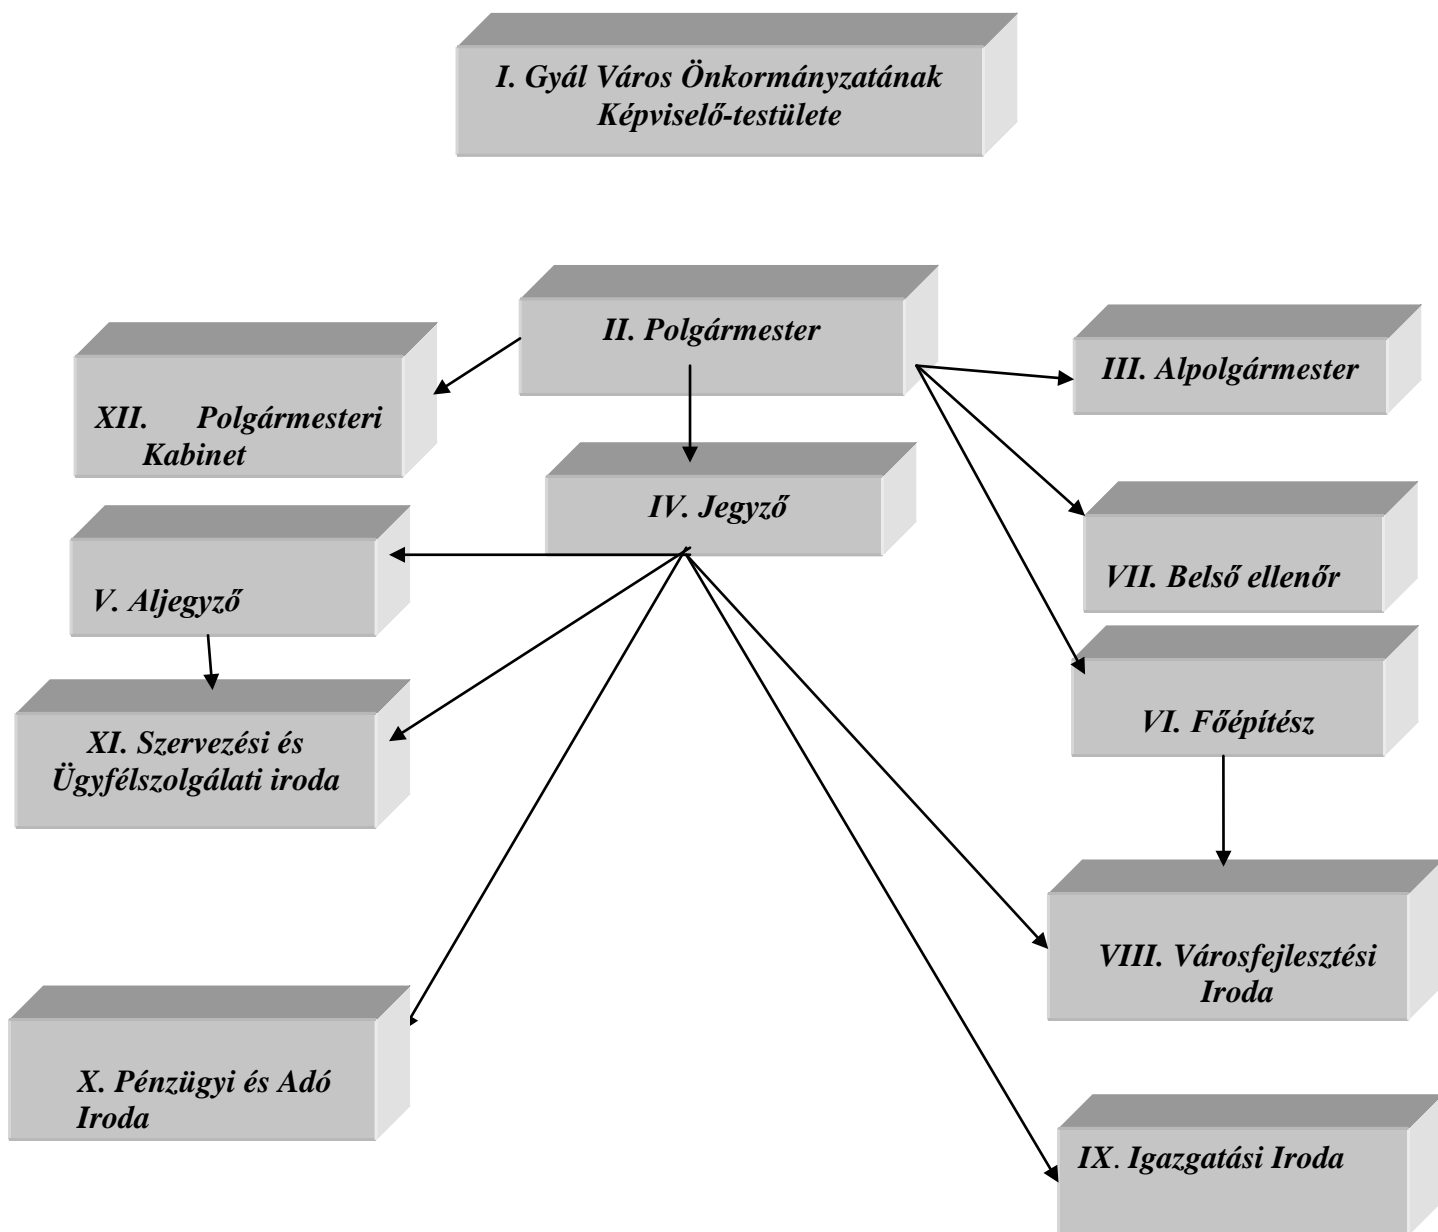 I. Gyál Város Önkormányzatának
Képviselő-testülete
II. Polgármester
III. Alpolgármester
XII. Polgármesteri
Kabinet
IV. Jegyző
VII. Belső ellenőr
V. Aljegyző
VI. Főépítész
XI. Szervezési és
Ügyfélszolgálati iroda
VIII. Városfejlesztési
Iroda
X. Pénzügyi és Adó
Iroda
IX. Igazgatási Iroda